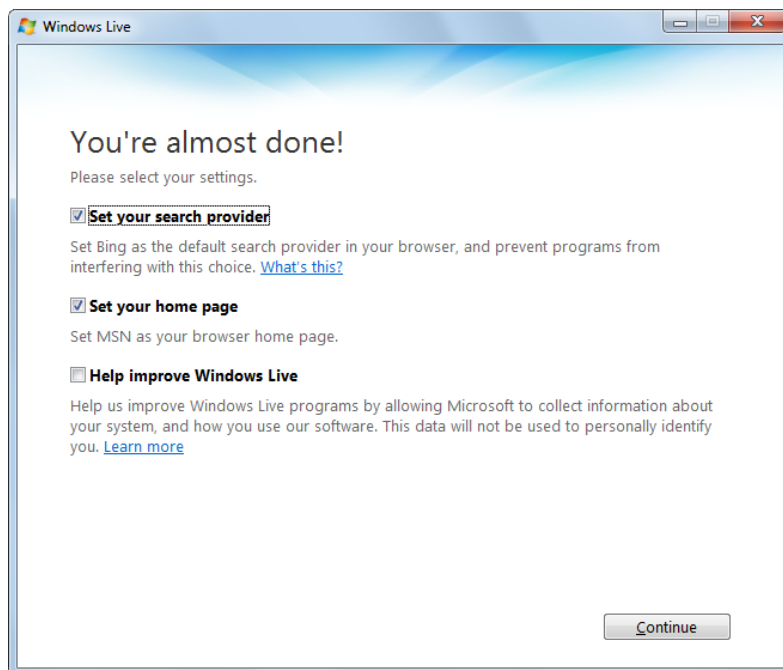 Windows Live
You're almost done!
Please select your settings.
Set your search provider
Set Bing as the default search provider in your browser, and prevent programs from
interfering with this choice. What's this?
Set your home page
Set MSN as your browser home page.
Help improve Windows Live
Help us improve Windows Live programs by allowing Microsoft to collect information about
your system, and how you use our software. This data will not be used to personally identify
you. Learn more
Continue